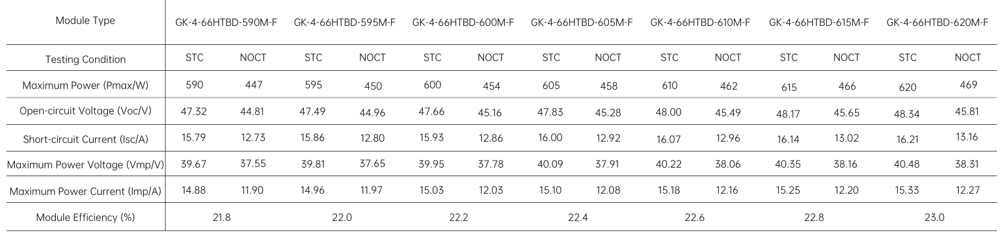 Module Type GK-4-66HTBD-590M-F GK-4-66HTBD-595M-F GK-4-66HTBD-600M-F GK-4-66HTBD-605M-F GK-4-66HTBD-610M-F GK-4-66HTBD-615M-F GK-4-66HTBD-620M-F
Testing Condition STC NOCT STC NOCT STC NOCT STC NOCT STC NOCT STC NOCT STC NOCT
Maximum Power (Pmax/W) 590 447 595 450 600 454 605 458 610 462 615 466 620 469
Open-circuit Voltage (Voc/V) 47.32 44.81 47.49 44.96 47.66 45.16 47.83 45.28 48.00 45.49 48.17 45.65 48.34 45.81
Short-circuit Current (Isc/A) 15.79 12.73 15.86 12.80 15.93 12.86 16.00 12.92 16.07 12.96 16.14 13.02 16.21 13.16
Maximum Power Voltage (Vmp/V) 39.67 37.55 39.81 37.65 39.95 37.78 40.09 37.91 40.22 38.06 40.35 38.16 40.48 38.31
Maximum Power Current (Imp/A) 14.88 11.90 14.96 11.97 15.03 12.03 15.10 12.08 15.18 12.16 15.25 12.20 15.33 12.27
Module Efficiency (%) 21.8 22.0 22.2 22.4 22.6 22.8 23.0